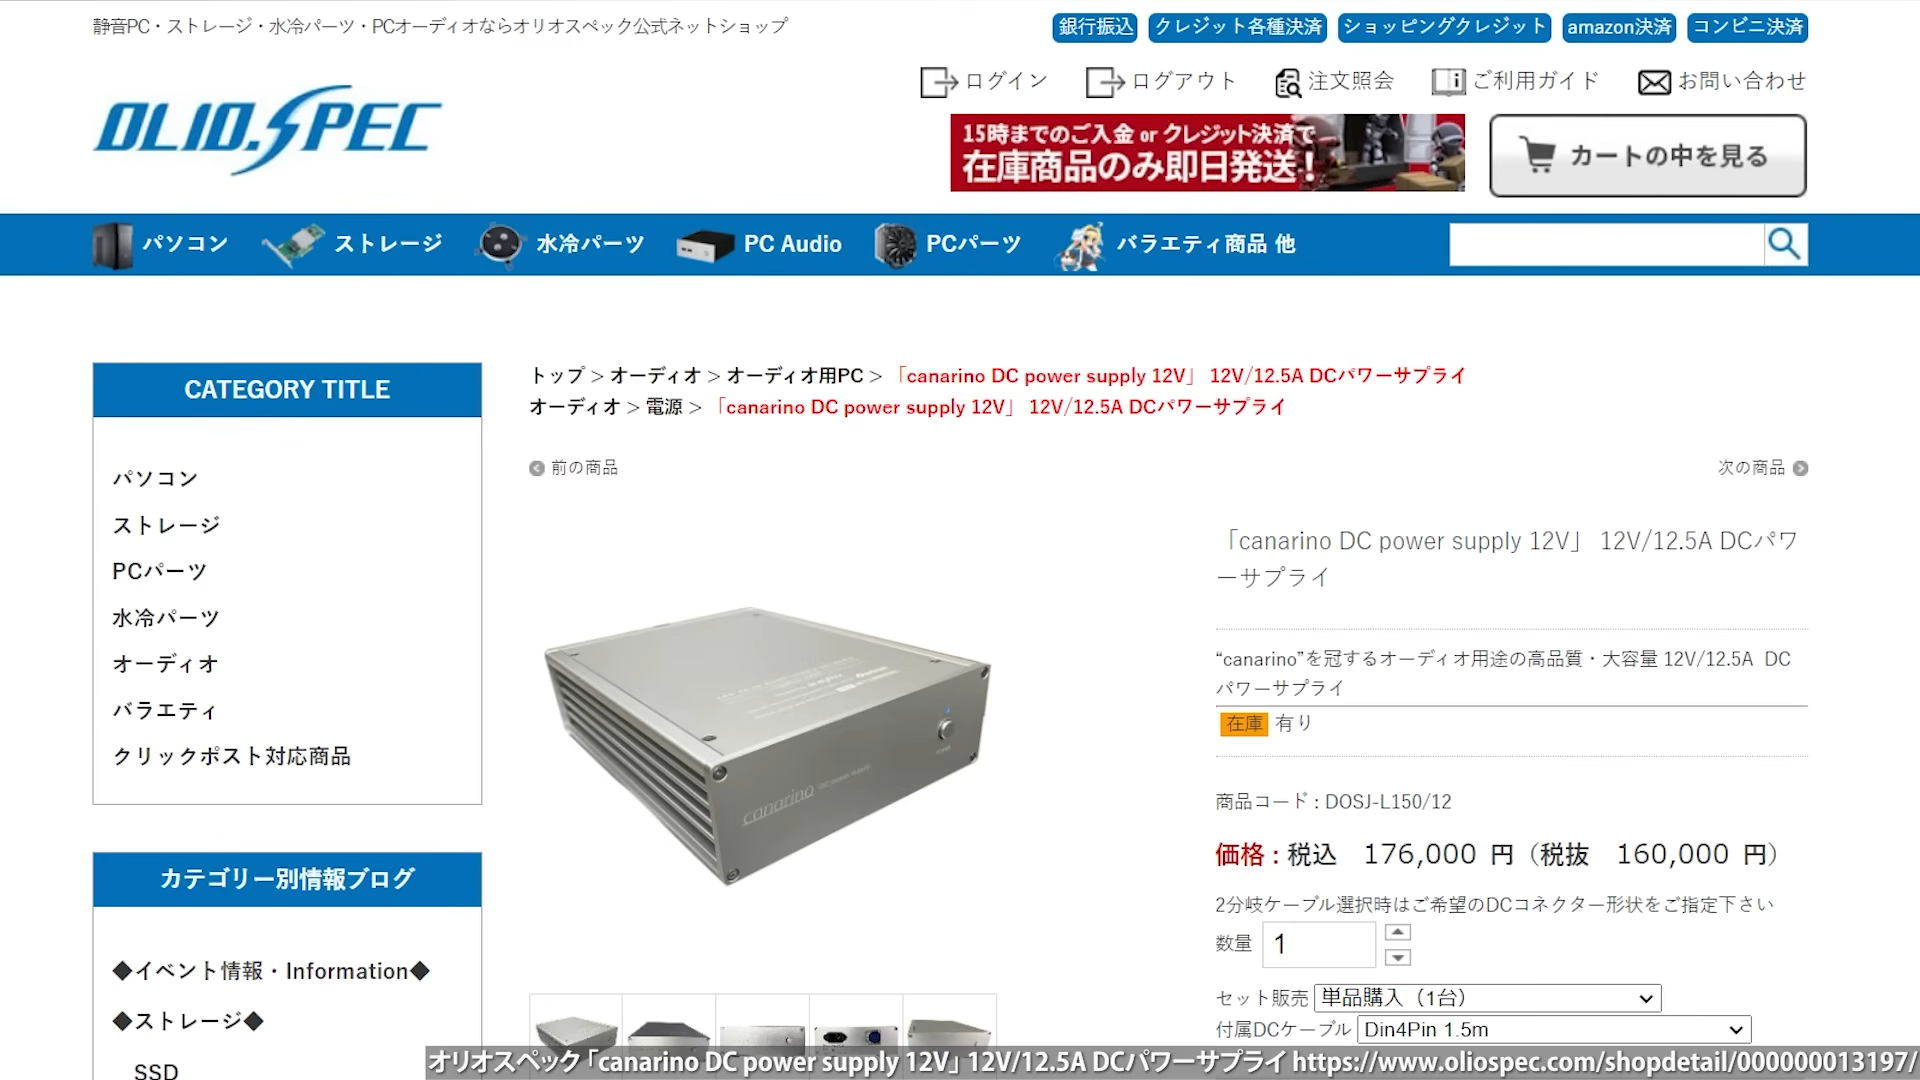 静音PC・ストレージ・水冷パーツ・PCオーディオならオリオスペック公式ネットショップ
銀行振込 クレジット各種決済 ショッピングクレジット amazon決済 コンビニ決済
ログイン ログアウト 注文照会 ご利用ガイド お問い合わせ
OLIO.SPEC
15時までのご入金 or クレジット決済で
在庫商品のみ即日発送！
カートの中を見る
パソコン ストレージ 水冷パーツ PC Audio PCパーツ バラエティ商品 他
CATEGORY TITLE
パソコン
ストレージ
PCパーツ
水冷パーツ
オーディオ
バラエティ
クリックポスト対応商品
カテゴリー別情報ブログ
◆イベント情報・Information◆
◆ストレージ◆
SSD
トップ > オーディオ > オーディオ用PC > 「canarino DC power supply 12V」 12V/12.5A DCパワーサプライ
オーディオ > 電源 > 「canarino DC power supply 12V」 12V/12.5A DCパワーサプライ
前の商品 次の商品
canarino DC power supply
「canarino DC power supply 12V」 12V/12.5A DCパワ
ーサプライ
“canarino”を冠するオーディオ用途の高品質・大容量 12V/12.5A DC
パワーサプライ
在庫 有り
商品コード : DOSJ-L150/12
価格 : 税込 176,000 円（税抜 160,000 円）
2分岐ケーブル選択時はご希望のDCコネクター形状をご指定下さい
数量 1
セット販売 単品購入（1台）
付属DCケーブル Din4Pin 1.5m
オリオスペック「canarino DC power supply 12V」 12V/12.5A DCパワーサプライ https://www.oliospec.com/shopdetail/000000013197/